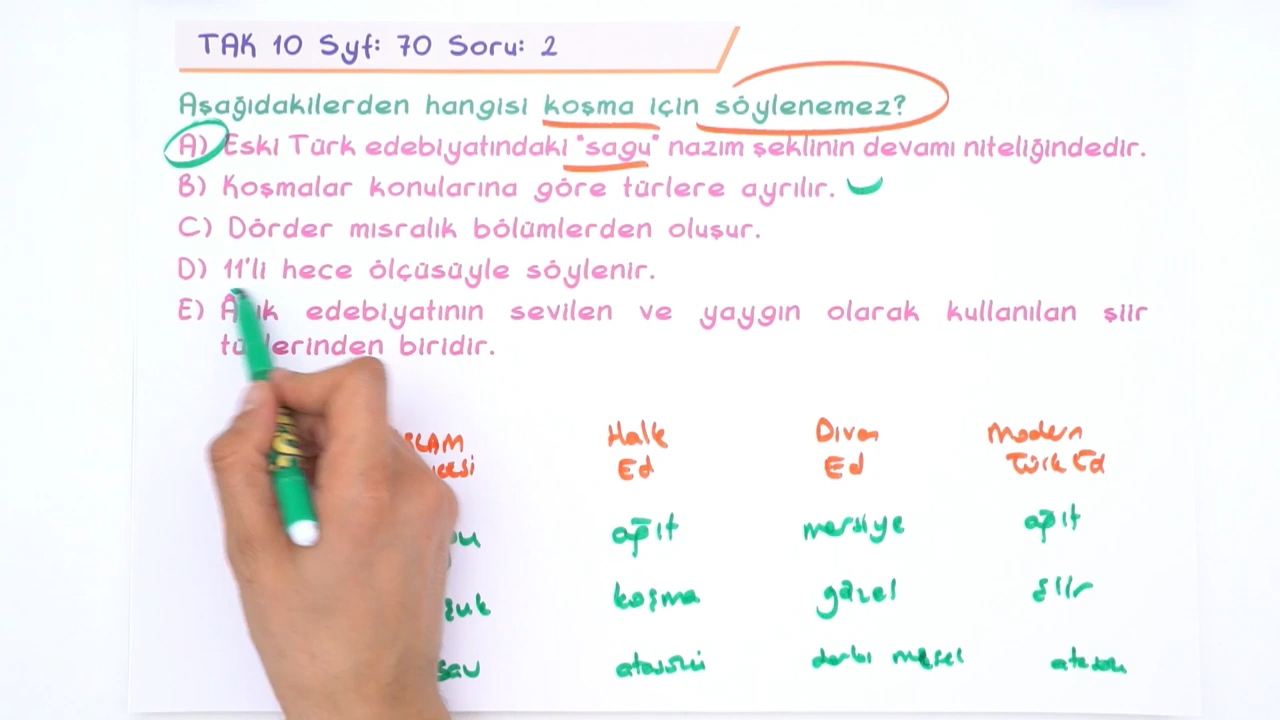 TAK 10 Syf: 70 Soru: 2
Aşağıdakilerden hangisi koşma için söylenemez?
A) Eski Türk edebiyatındaki "sagu" nazım şeklinin devamı niteliğindedir.
B) Koşmalar konularına göre türlere ayrılır.
C) Dörder mısralık bölümlerden oluşur.
D) 11'li hece ölçüsüyle söylenir.
E) edebiyatının sevilen ve yaygın olarak kullanılan şiir
biridir.
Halk Divan Modern
Ed Ed Türk Ed
ağıt mersiye ağıt
koşma gazel şiir
sav atasözü darbı mesel